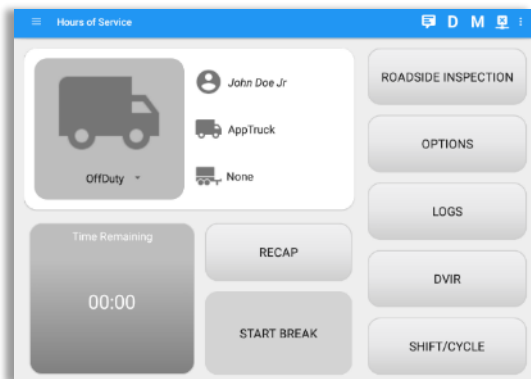 Hours of Service
D M
John Doe Jr
AppTruck
None
OffDuty
Time Remaining
00:00
RECAP
START BREAK
ROADSIDE INSPECTION
OPTIONS
LOGS
DVIR
SHIFT/CYCLE